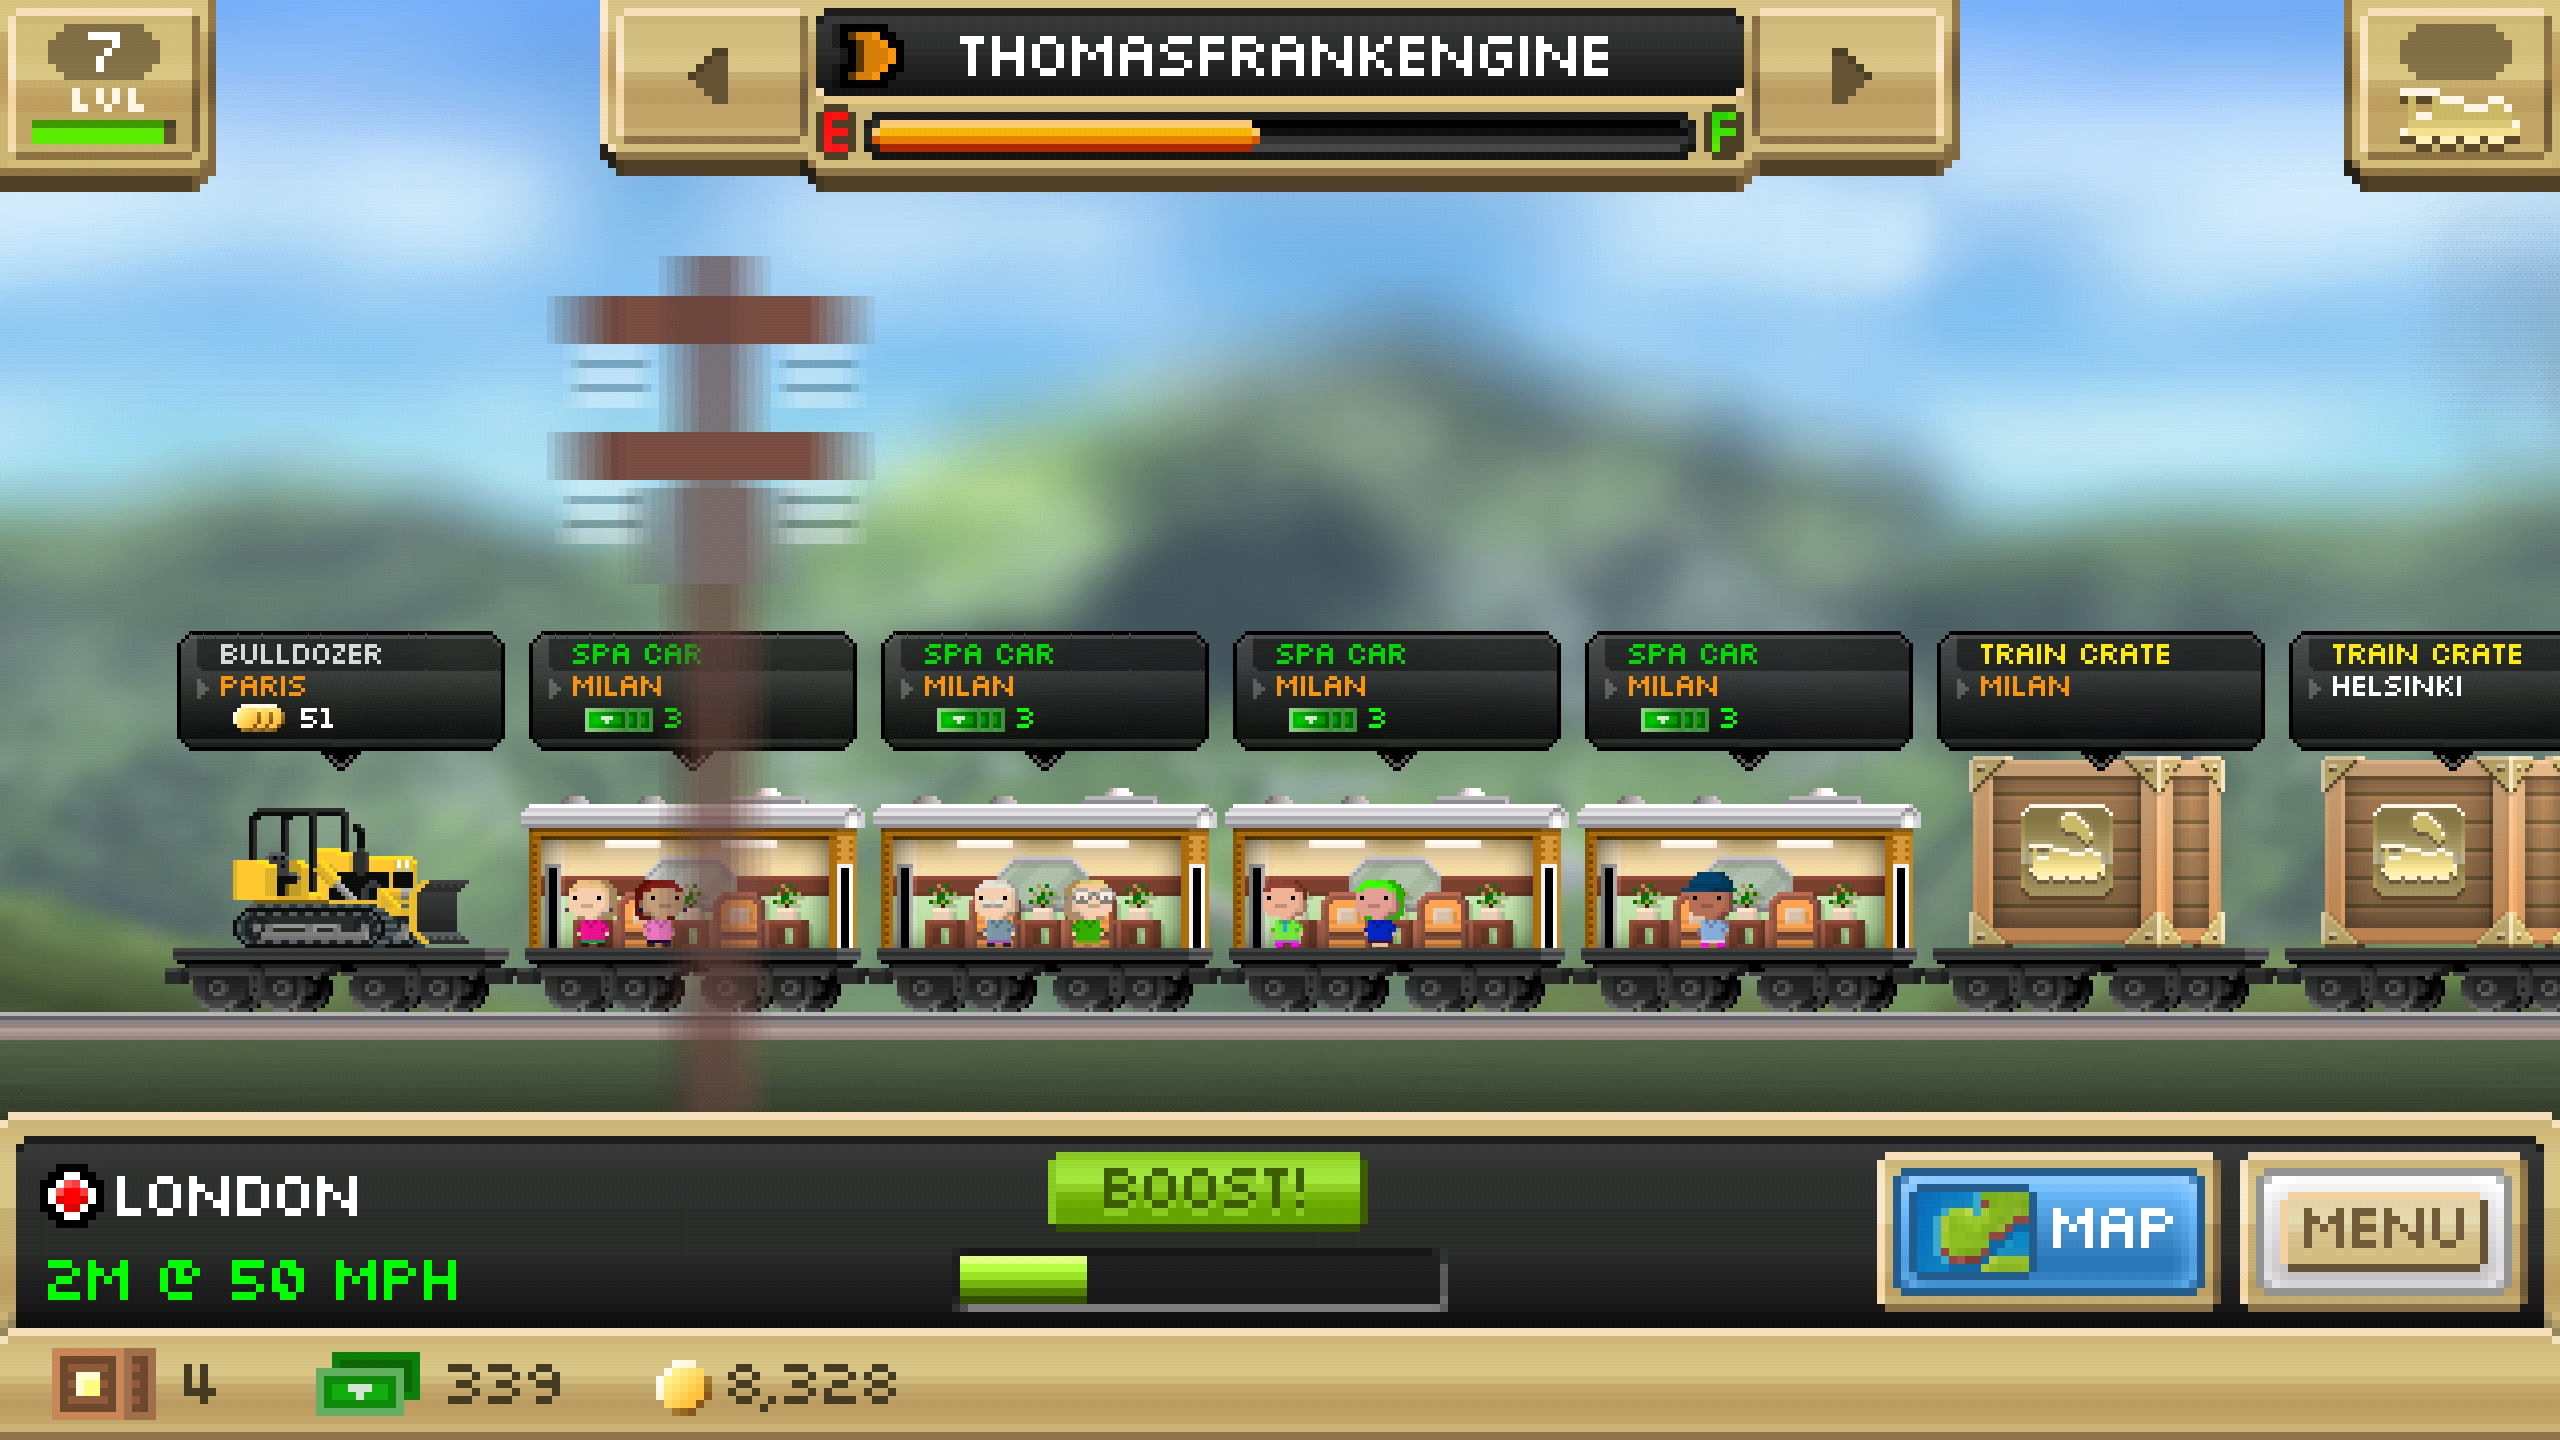 7
LVL
THOMASFRANKENGINE
E
F
BULLDOZER
PARIS
51
SPA CAR
MILAN
3
SPA CAR
MILAN
3
SPA CAR
MILAN
3
SPA CAR
MILAN
3
TRAIN CRATE
MILAN
TRAIN CRATE
HELSINKI
LONDON
2M @ 50 MPH
BOOST!
MAP
MENU
4
339
8,328